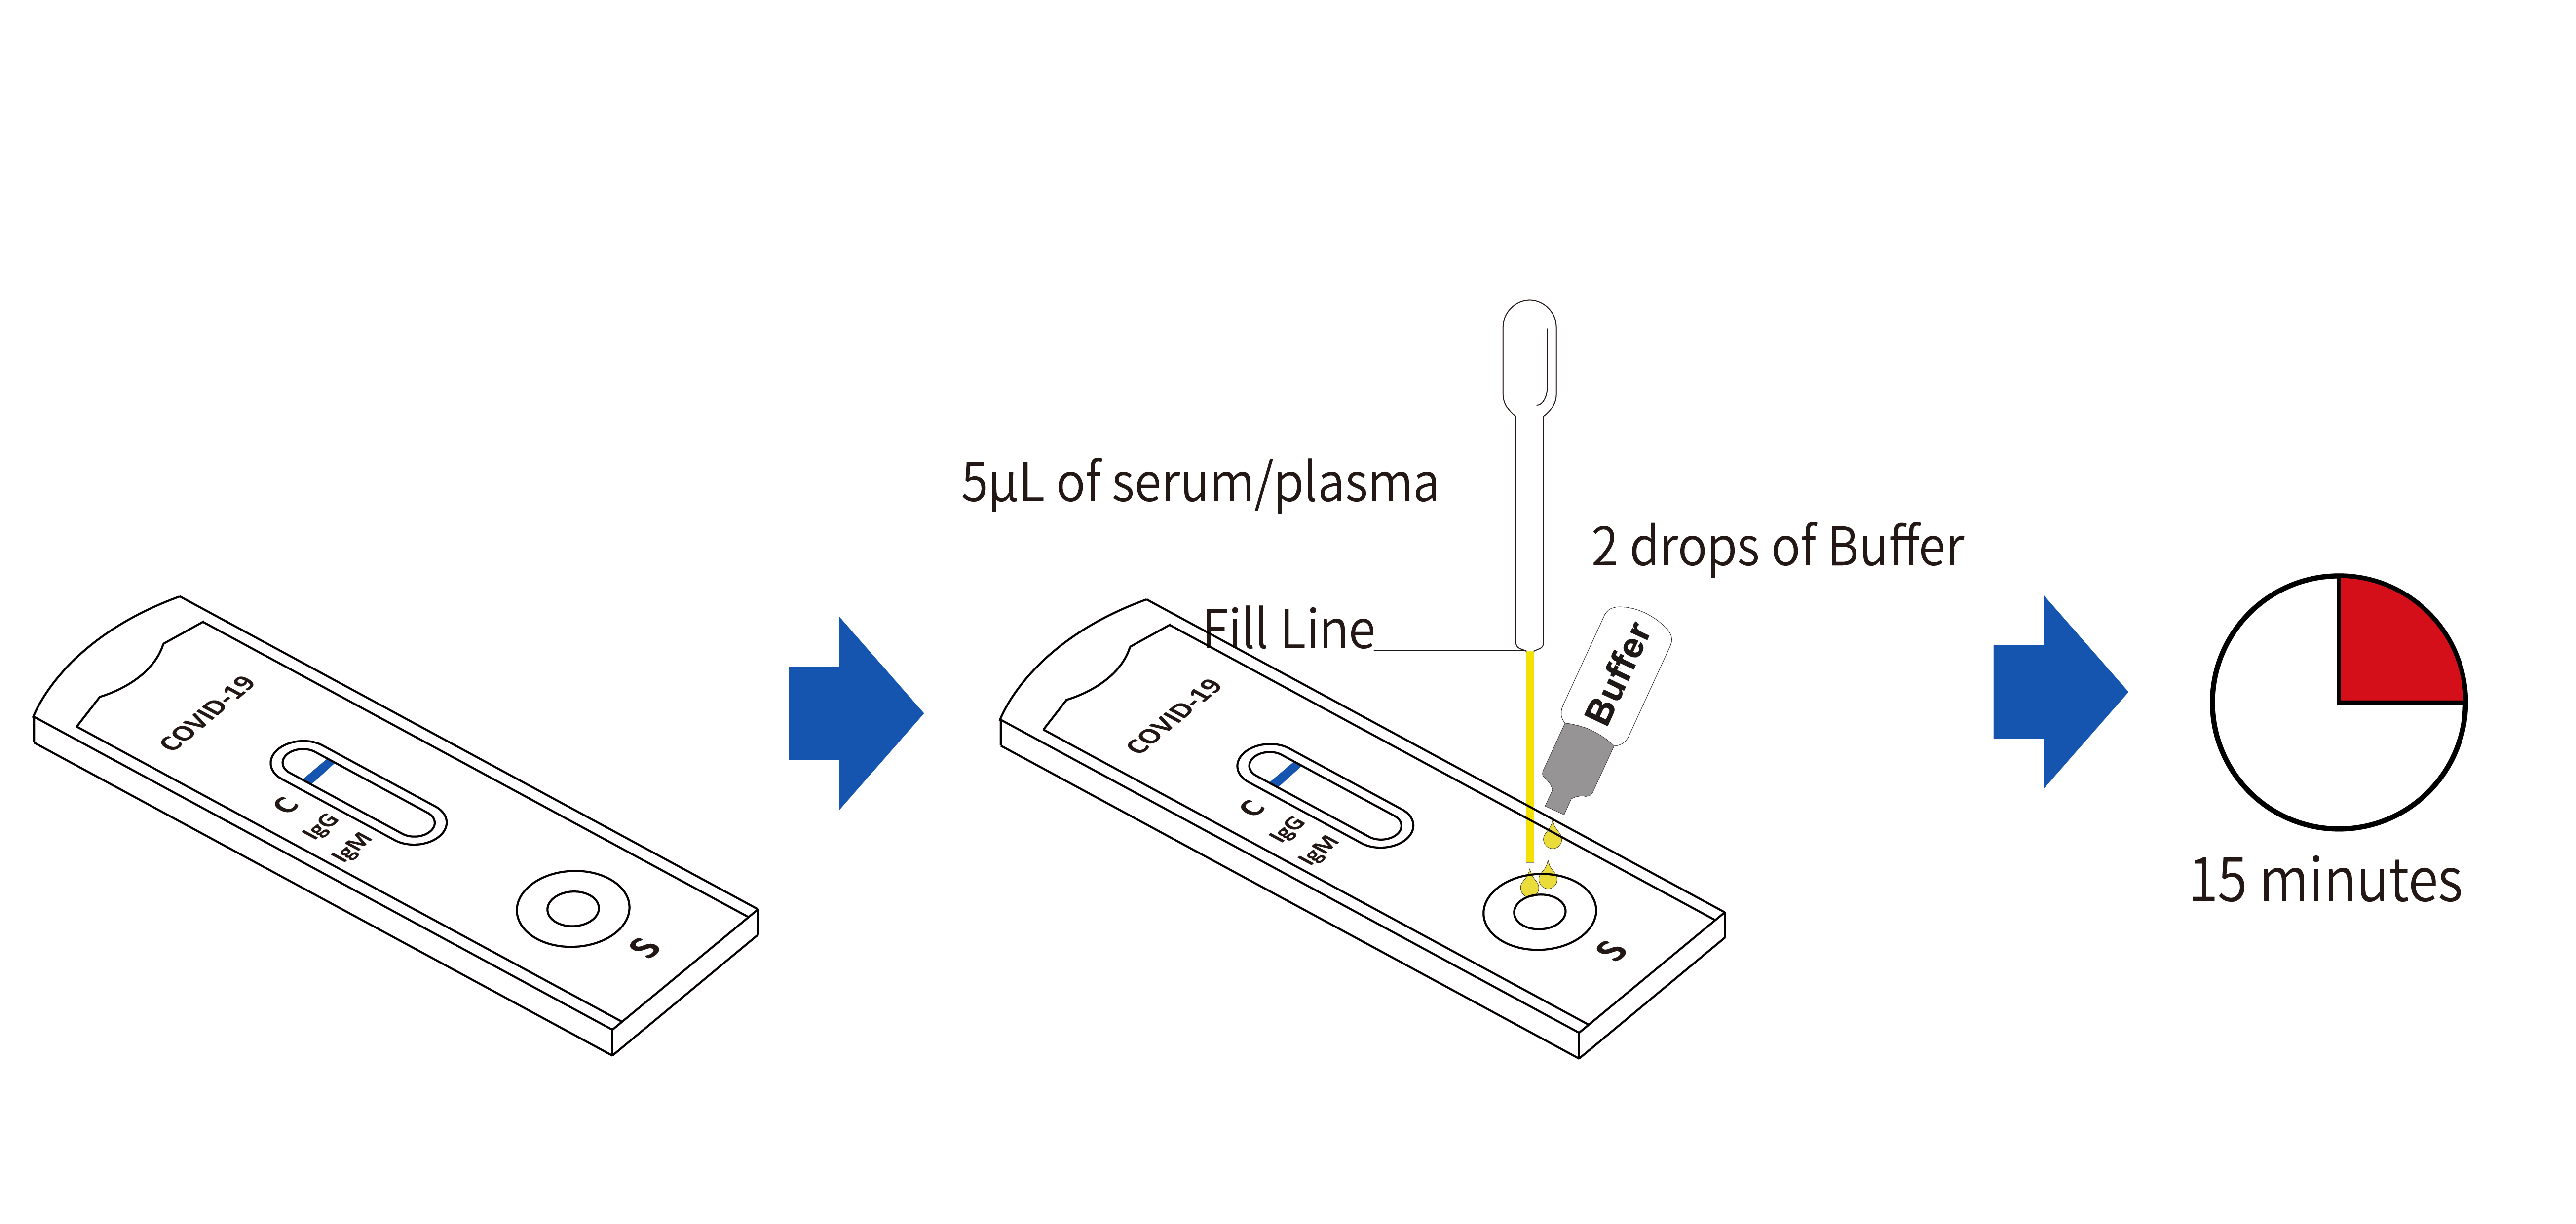 COVID-19
C
IgG
IgM
S
5µL of serum/plasma
2 drops of Buffer
Fill Line
Buffer
COVID-19
C
IgG
IgM
S
15 minutes